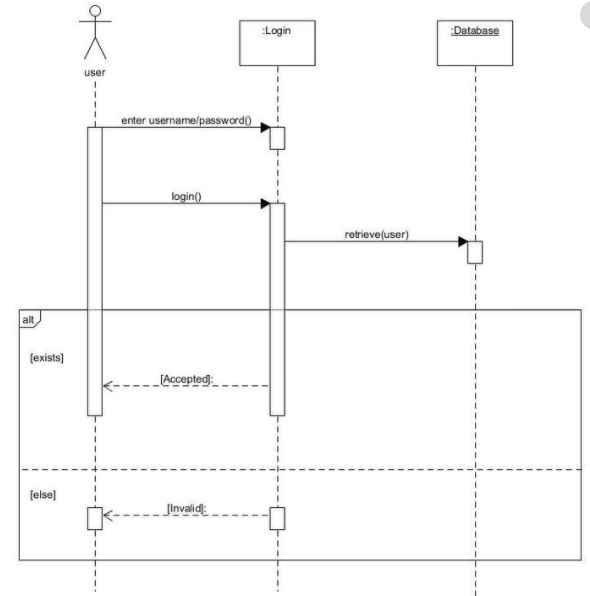 :Login
:Database
user
enter username/password()
login()
retrieve(user)
alt
[exists]
[Accepted]:
[else]
[Invalid]: